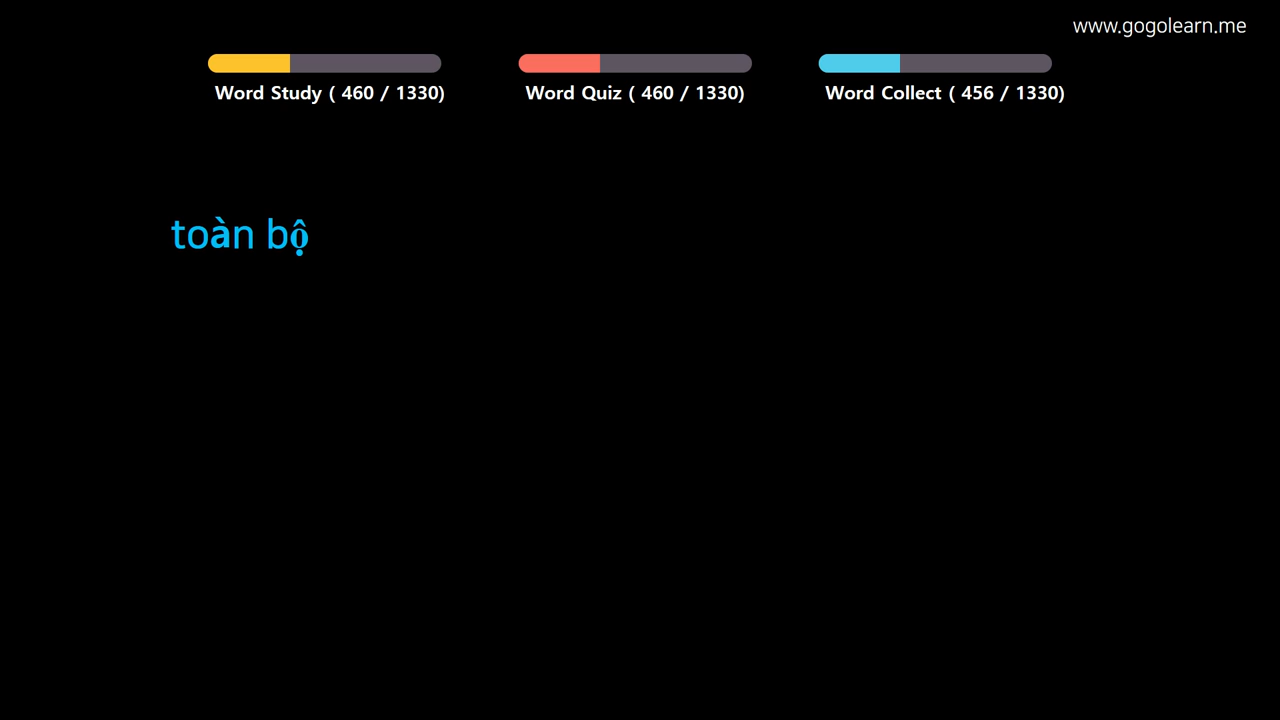 www.gogolearn.me
Word Study ( 460 / 1330)
Word Quiz ( 460 / 1330)
Word Collect ( 456 / 1330)
toàn bộ